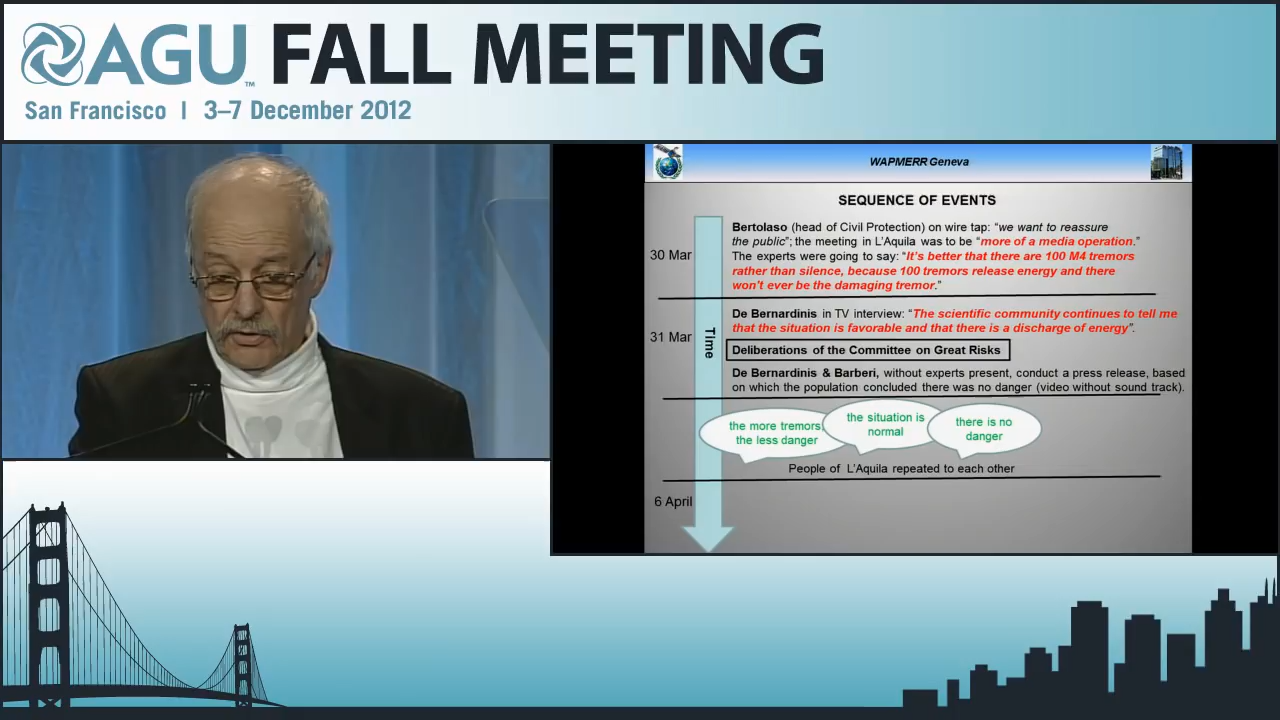 AGU™ FALL MEETING
San Francisco | 3–7 December 2012
WAPMERR Geneva
SEQUENCE OF EVENTS
30 Mar
Bertolaso (head of Civil Protection) on wire tap: “we want to reassure
the public”; the meeting in L’Aquila was to be “more of a media operation.”
The experts were going to say: “It’s better that there are 100 M4 tremors
rather than silence, because 100 tremors release energy and there
won’t ever be the damaging tremor.”
Time
31 Mar
De Bernardinis in TV interview: “The scientific community continues to tell me
that the situation is favorable and that there is a discharge of energy”.
Deliberations of the Committee on Great Risks
De Bernardinis & Barberi, without experts present, conduct a press release, based
on which the population concluded there was no danger (video without sound track).
the more tremors,
the less danger
the situation is
normal
there is no
danger
People of L’Aquila repeated to each other
6 April